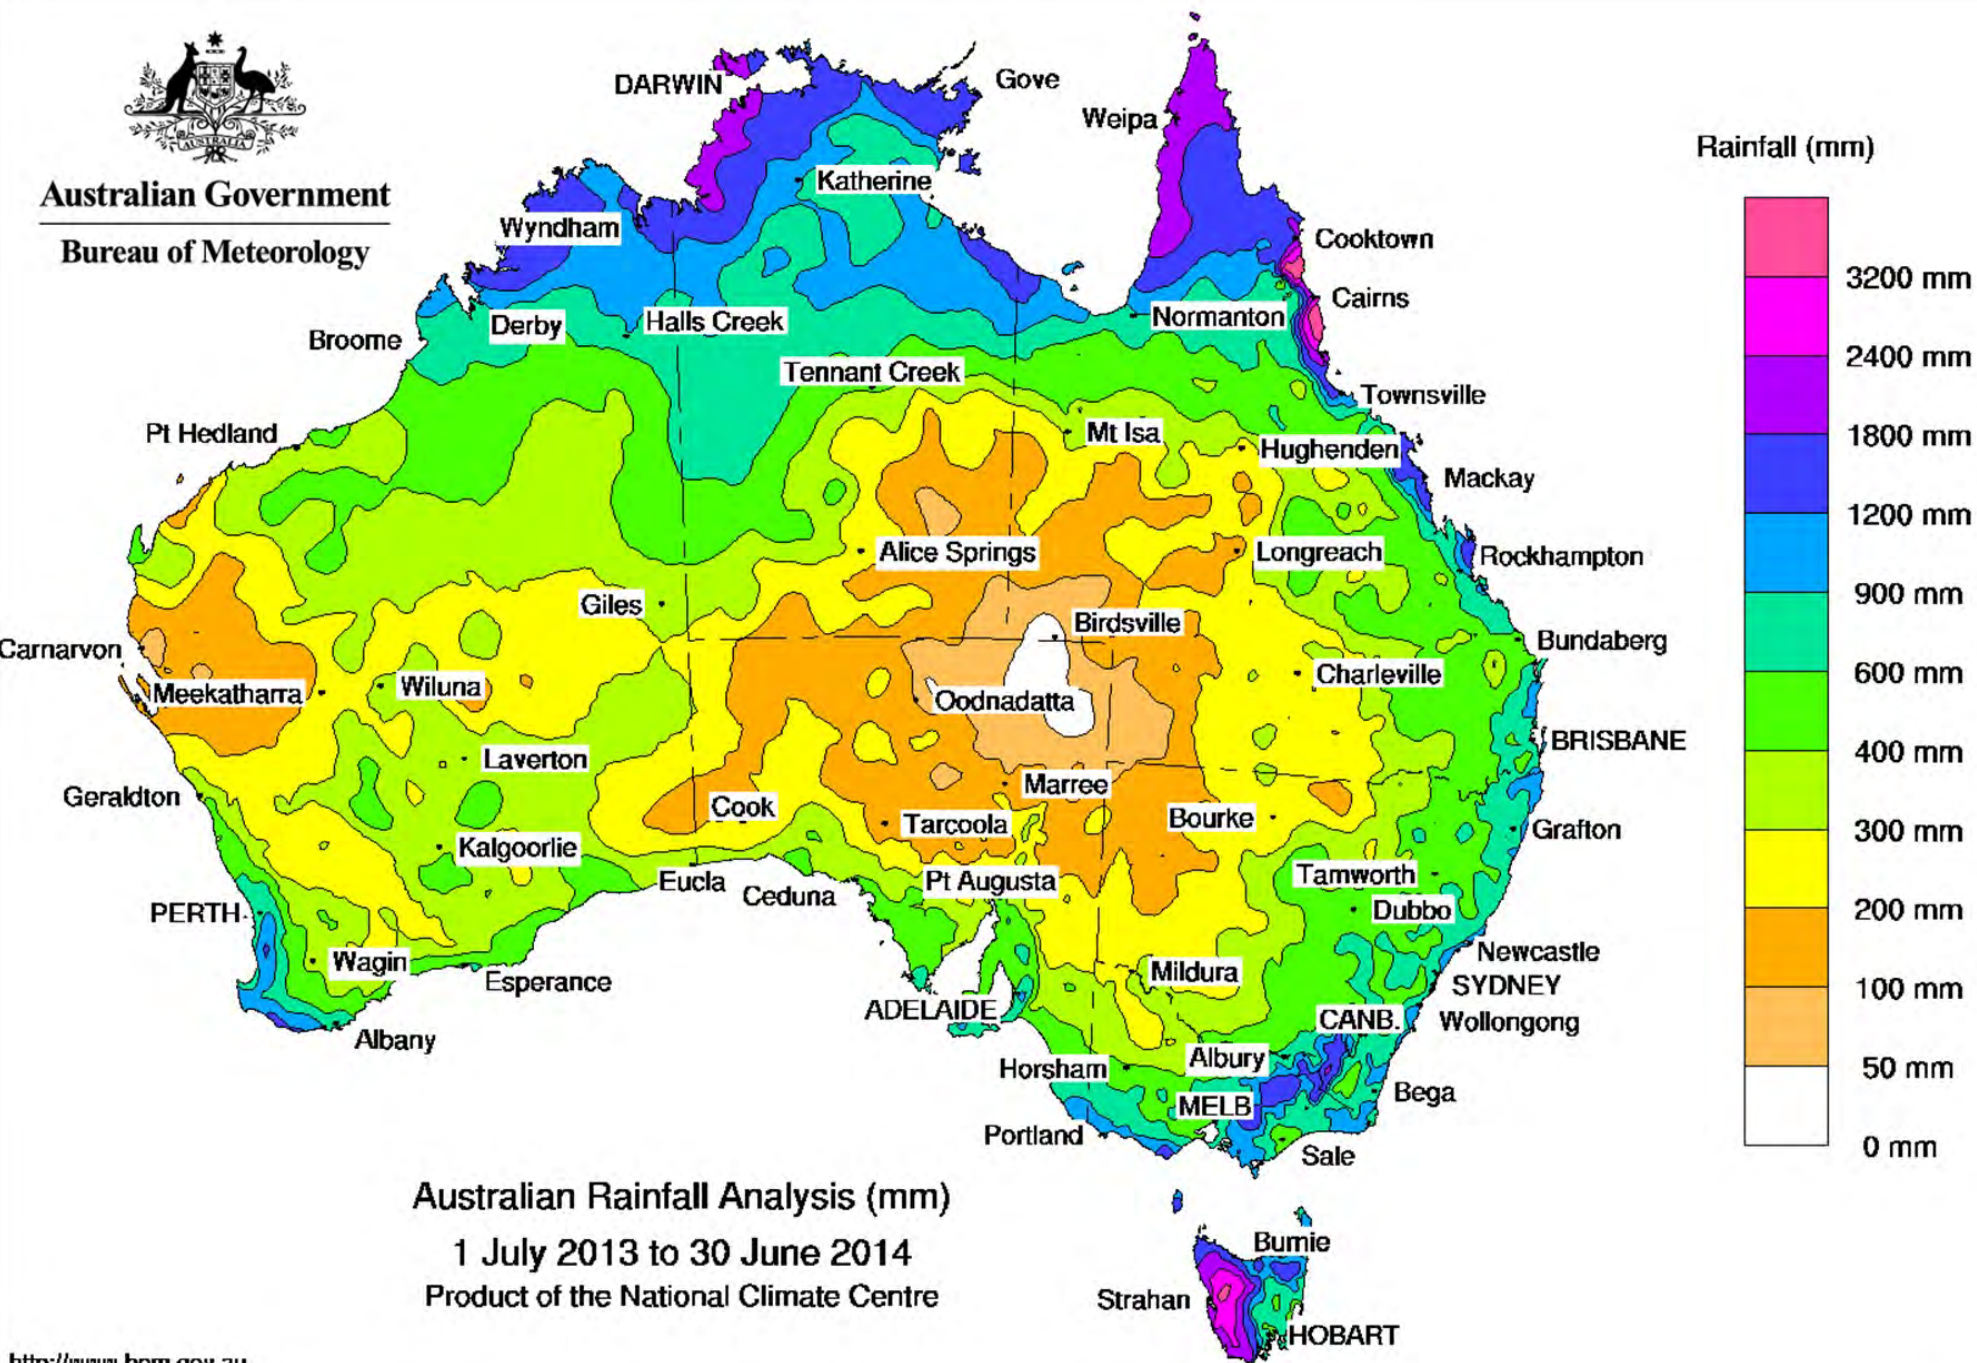 AUSTRALIA
Australian Government
Bureau of Meteorology
DARWIN
Gove
Weipa
Katherine
Wyndham
Cooktown
Cairns
Broome
Derby
Halls Creek
Normanton
Tennant Creek
Townsville
Pt Hedland
Mt Isa
Hughenden
Mackay
Alice Springs
Longreach
Rockhampton
Giles
Birdsville
Bundaberg
Carnarvon
Meekatharra
Wiluna
Oodnadatta
Charleville
BRISBANE
Laverton
Marree
Geraldton
Cook
Tarcoola
Bourke
Grafton
Kalgoorlie
Eucla
Ceduna
Pt Augusta
Tamworth
PERTH
Dubbo
Wagin
Esperance
Mildura
Newcastle
SYDNEY
ADELAIDE
CANB.
Wollongong
Albany
Horsham
Albury
MELB
Bega
Portland
Sale
Burnie
Strahan
HOBART
Rainfall (mm)
3200 mm
2400 mm
1800 mm
1200 mm
900 mm
600 mm
400 mm
300 mm
200 mm
100 mm
50 mm
0 mm
Australian Rainfall Analysis (mm)
1 July 2013 to 30 June 2014
Product of the National Climate Centre
http://www.bom.gov.au